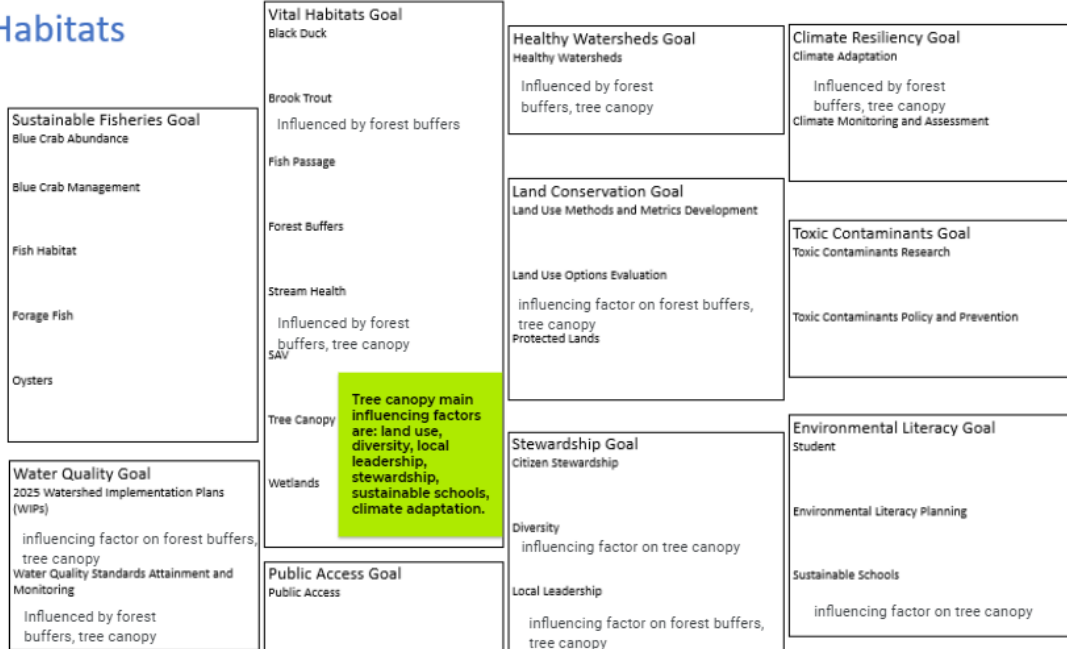 Habitats
Sustainable Fisheries Goal
Blue Crab Abundance
Blue Crab Management
Fish Habitat
Forage Fish
Oysters
Water Quality Goal
2025 Watershed Implementation Plans
(WIPs)
influencing factor on forest buffers,
tree canopy
Water Quality Standards Attainment and
Monitoring
Influenced by forest
buffers, tree canopy
Vital Habitats Goal
Black Duck
Brook Trout
Influenced by forest buffers
Fish Passage
Forest Buffers
Stream Health
Influenced by forest
buffers, tree canopy
SAV
Tree Canopy
Wetlands
Tree canopy main
influencing factors
are: land use,
diversity, local
leadership,
stewardship,
sustainable schools,
climate adaptation.
Public Access Goal
Public Access
Healthy Watersheds Goal
Healthy Watersheds
Influenced by forest
buffers, tree canopy
Land Conservation Goal
Land Use Methods and Metrics Development
Land Use Options Evaluation
influencing factor on forest buffers,
tree canopy
Protected Lands
Stewardship Goal
Citizen Stewardship
Diversity
influencing factor on tree canopy
Local Leadership
influencing factor on forest buffers,
tree canopy
Climate Resiliency Goal
Climate Adaptation
Influenced by forest
buffers, tree canopy
Climate Monitoring and Assessment
Toxic Contaminants Goal
Toxic Contaminants Research
Toxic Contaminants Policy and Prevention
Environmental Literacy Goal
Student
Environmental Literacy Planning
Sustainable Schools
influencing factor on tree canopy